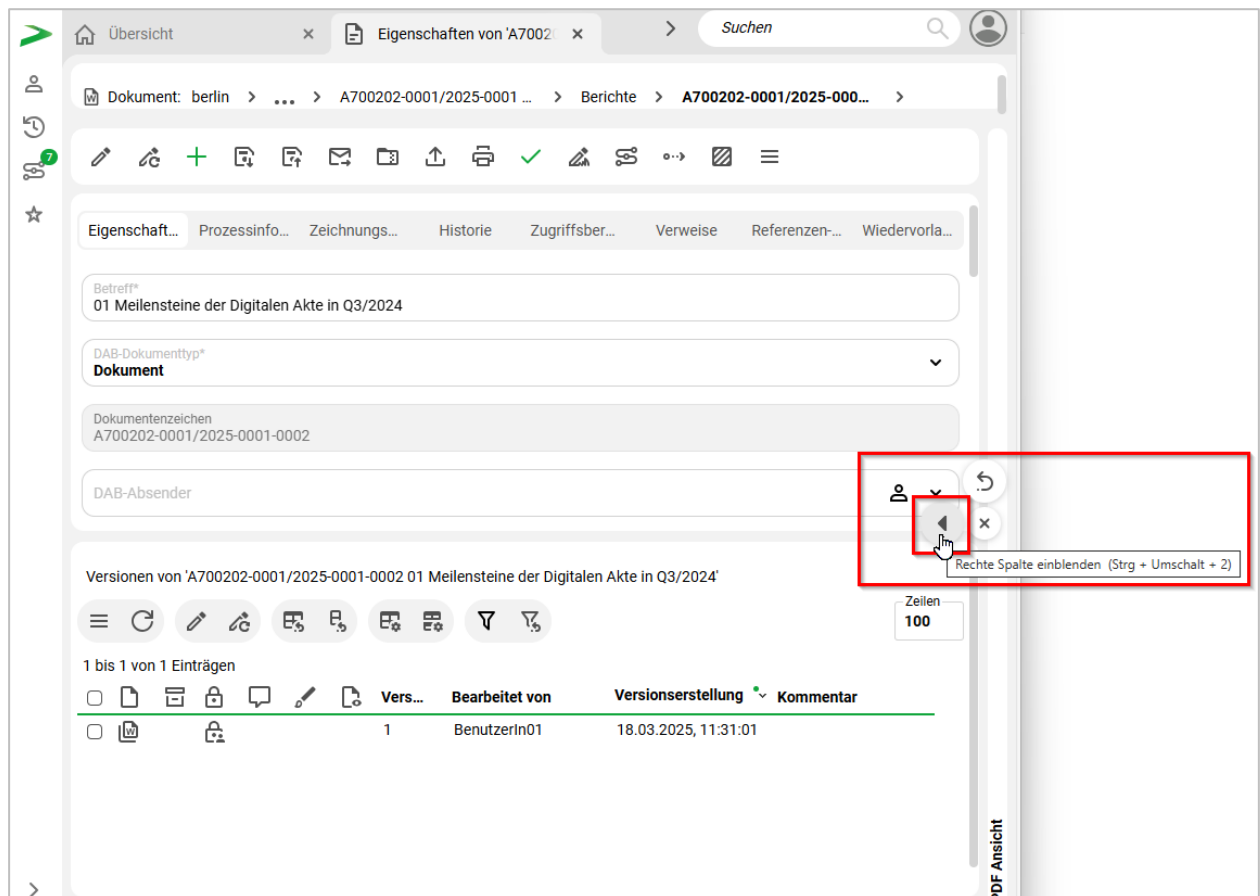 Übersicht
Eigenschaften von 'A7002
Suchen
7
Dokument: berlin > ... > A700202-0001/2025-0001 ... > Berichte > A700202-0001/2025-000... >
Eigenschaft... Prozessinfo... Zeichnungs... Historie Zugriffsber... Verweise Referenzen-... Wiedervorla...
Betreff*
01 Meilensteine der Digitalen Akte in Q3/2024
DAB-Dokumenttyp*
Dokument
Dokumentenzeichen
A700202-0001/2025-0001-0002
DAB-Absender
Rechte Spalte einblenden (Strg + Umschalt + 2)
Versionen von 'A700202-0001/2025-0001-0002 01 Meilensteine der Digitalen Akte in Q3/2024'
Zeilen
100
1 bis 1 von 1 Einträgen
Vers... Bearbeitet von Versionserstellung Kommentar
W 1 BenutzerIn01 18.03.2025, 11:31:01
PDF Ansicht